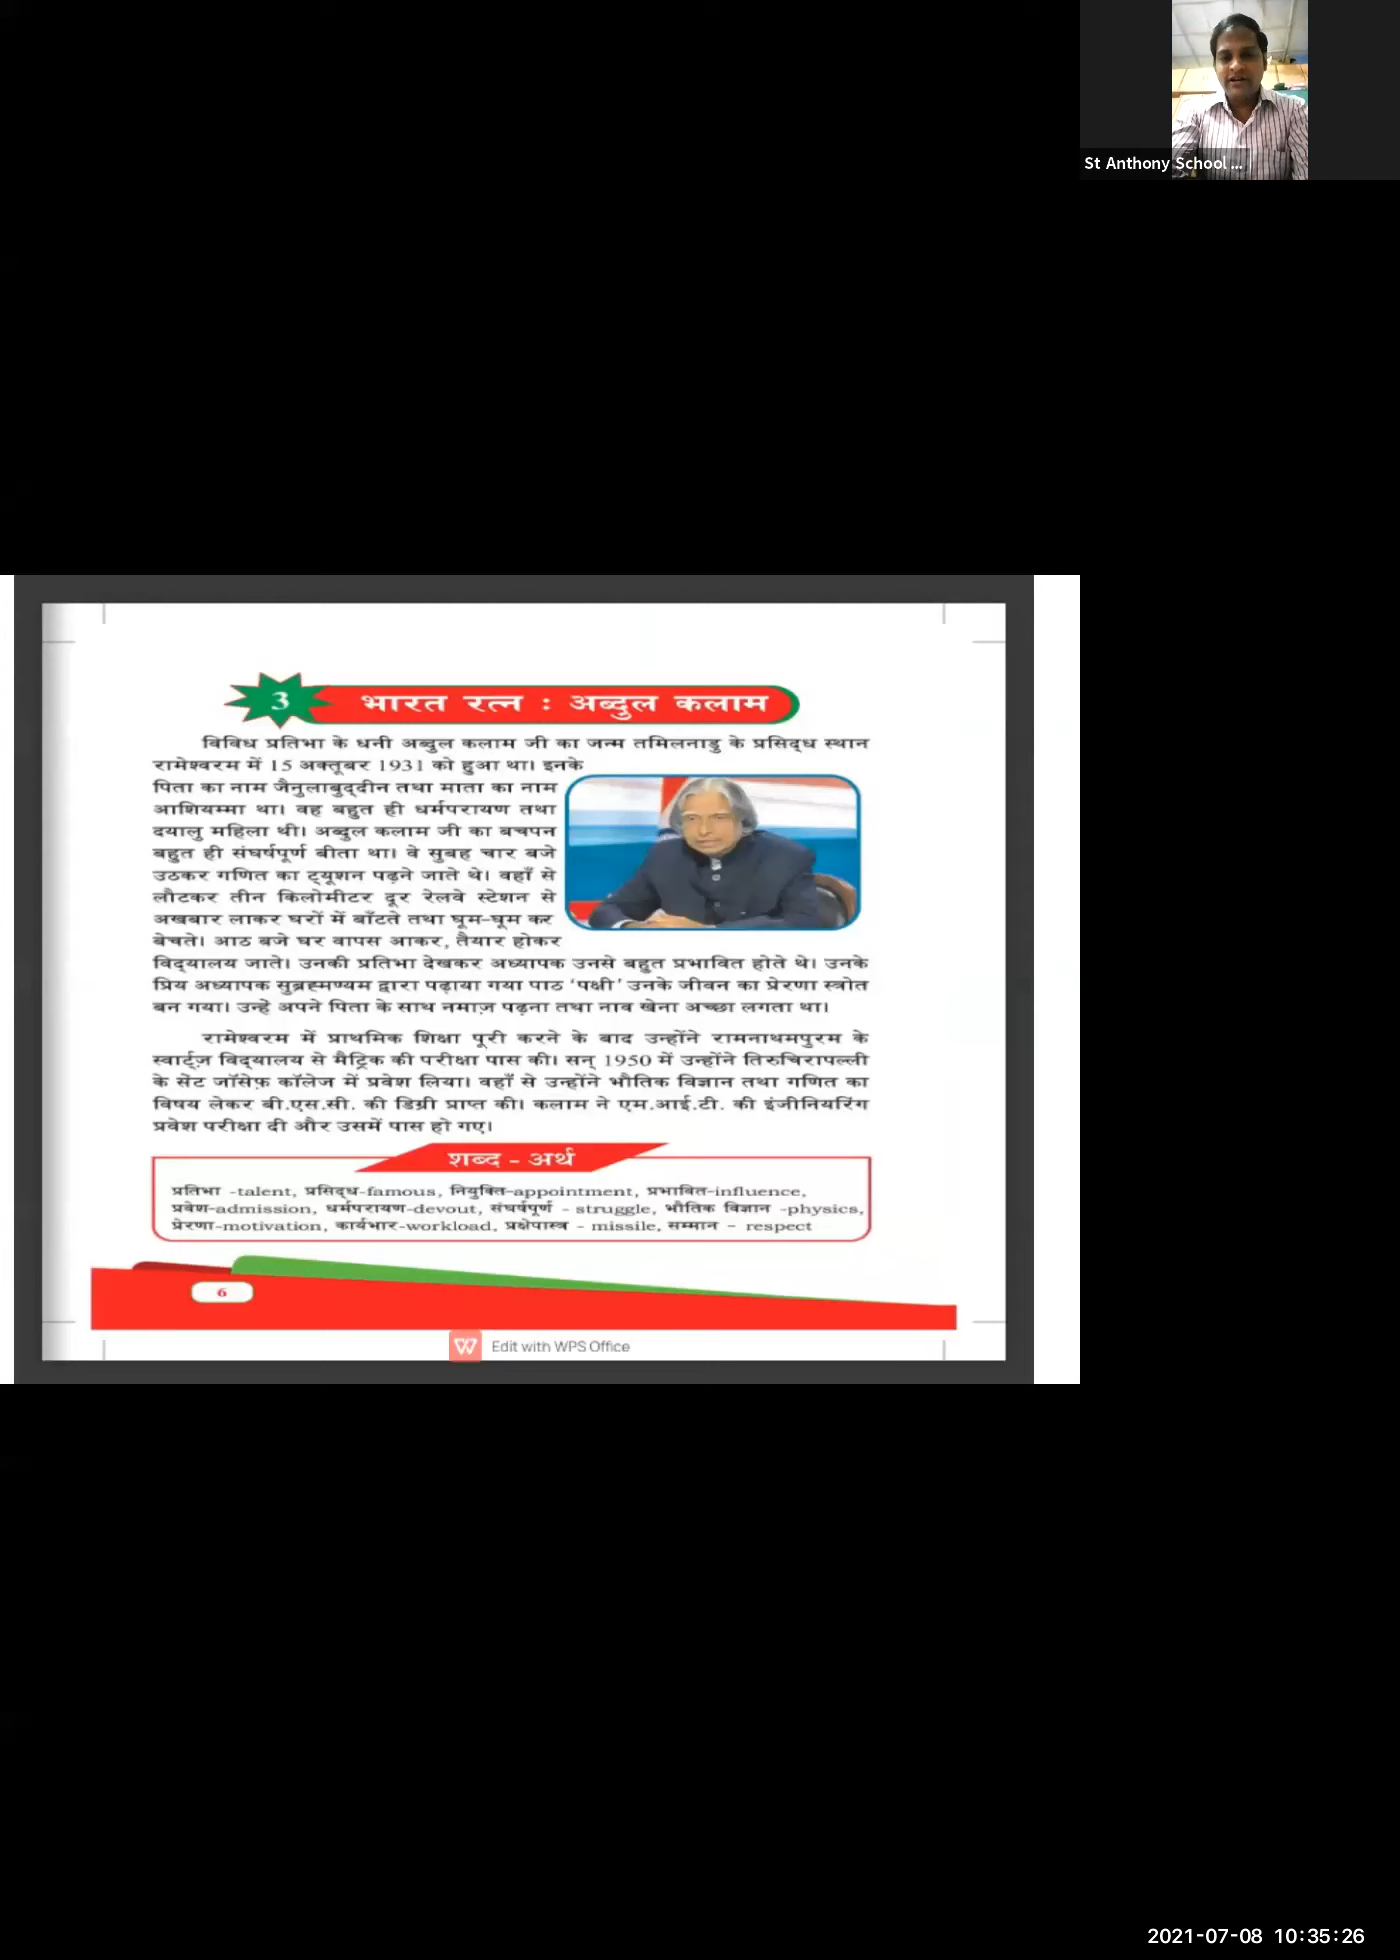 St Anthony School ...
3
भारत रत्न : अब्दुल कलाम
विविध प्रतिभा के धनी अब्दुल कलाम जी का जन्म तमिलनाडु के प्रसिद्ध स्थान
रामेश्वरम में 15 अक्तूबर 1931 को हुआ था। इनके
पिता का नाम जैनुलाबुद्दीन तथा माता का नाम
आशियम्मा था। वह बहुत ही धर्मपरायण तथा
दयालु महिला थी। अब्दुल कलाम जी का बचपन
बहुत ही संघर्षपूर्ण बीता था। वे सुबह चार बजे
उठकर गणित का ट्यूशन पढ़ने जाते थे। वहाँ से
लौटकर तीन किलोमीटर दूर रेलवे स्टेशन से
अखबार लाकर घरों में बाँटते तथा घूम-घूम कर
बेचते। आठ बजे घर वापस आकर, तैयार होकर
विद्यालय जाते। उनकी प्रतिभा देखकर अध्यापक उनसे बहुत प्रभावित होते थे। उनके
प्रिय अध्यापक सुब्रह्मण्यम द्वारा पढ़ाया गया पाठ 'पक्षी' उनके जीवन का प्रेरणा स्त्रोत
बन गया। उन्हें अपने पिता के साथ नमाज़ पढ़ना तथा नाव खेना अच्छा लगता था।
रामेश्वरम में प्राथमिक शिक्षा पूरी करने के बाद उन्होंने रामनाथमपुरम के
स्वार्ट्ज़ विद्यालय से मैट्रिक की परीक्षा पास की। सन् 1950 में उन्होंने तिरुचिरापल्ली
के सेंट जॉसेफ़ कॉलेज में प्रवेश लिया। वहाँ से उन्होंने भौतिक विज्ञान तथा गणित का
विषय लेकर बी.एस.सी. की डिग्री प्राप्त की। कलाम ने एम.आई.टी. की इंजीनियरिंग
प्रवेश परीक्षा दी और उसमें पास हो गए।
शब्द - अर्थ
प्रतिभा -talent, प्रसिद्ध-famous, नियुक्ति-appointment, प्रभावित-influence,
प्रवेश-admission, धर्मपरायण-devout, संघर्षपूर्ण - struggle, भौतिक विज्ञान -physics,
प्रेरणा-motivation, कार्यभार-workload, प्रक्षेपास्त्र - missile, सम्मान - respect
6
W Edit with WPS Office
2021-07-08 10:35:26